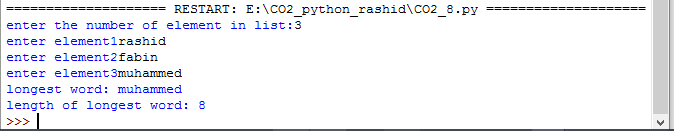 ==================== RESTART: E:\CO2_python_rashid\CO2_8.py ====================
enter the number of element in list:3
enter element1rashid
enter element2fabin
enter element3muhammed
longest word: muhammed
length of longest word: 8
>>>